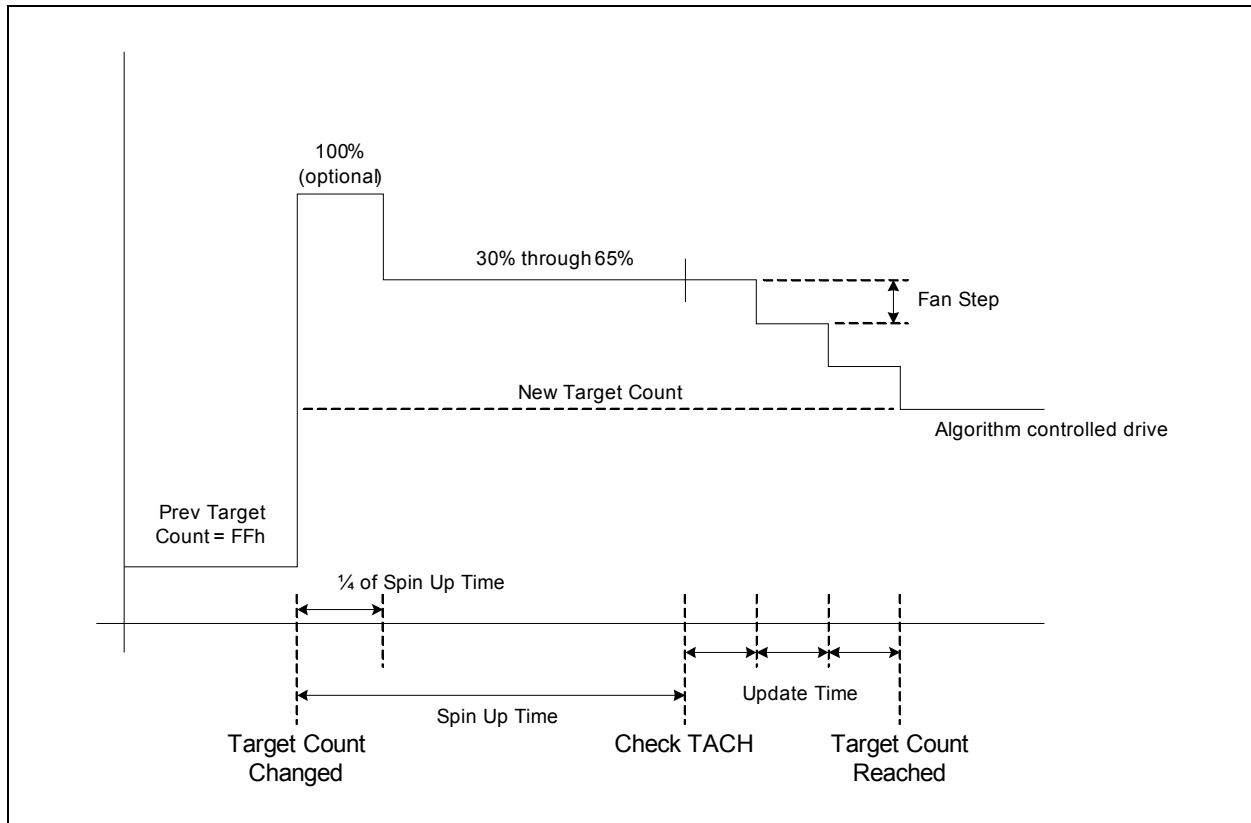 100%
(optional)
30% through 65%
Fan Step
New Target Count
Algorithm controlled drive
Prev Target
Count = FFh
¼ of Spin Up Time
Update Time
Spin Up Time
Target Count
Changed
Check TACH
Target Count
Reached